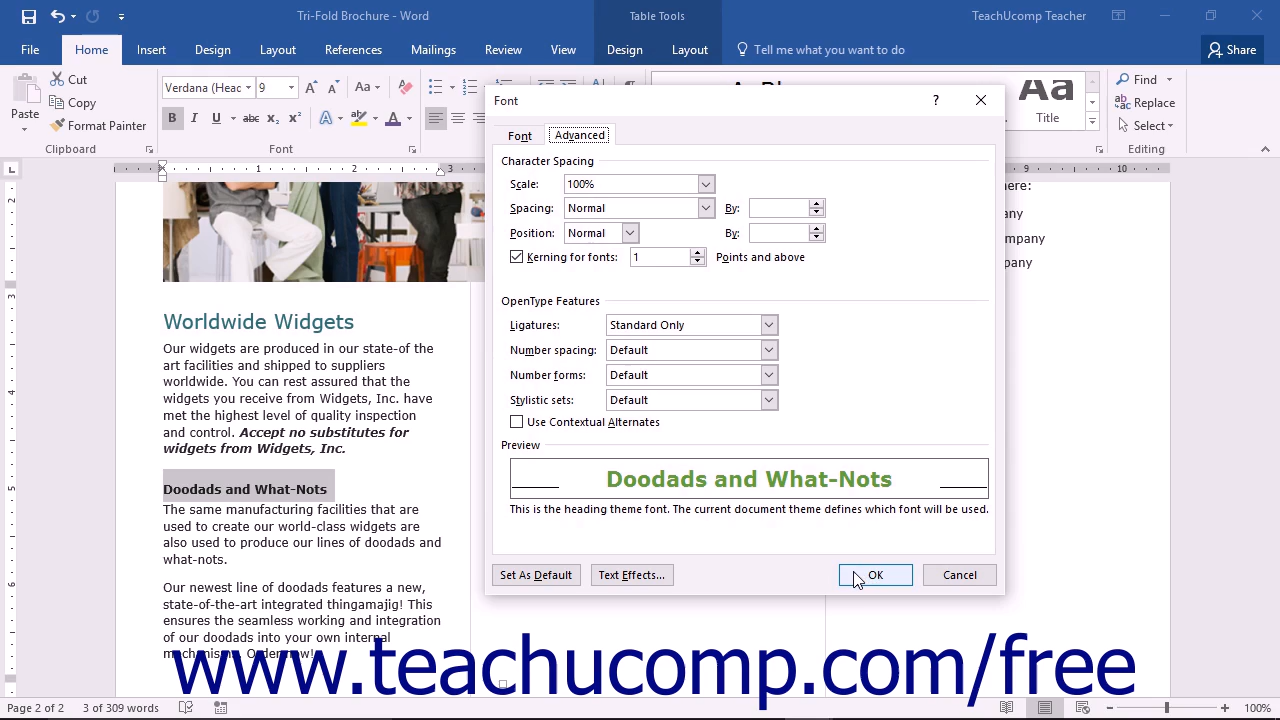 Tri-Fold Brochure - Word
Table Tools
TeachUcomp Teacher
File Home Insert Design Layout References Mailings Review View Design Layout Tell me what you want to do Share
Paste
Cut
Copy
Format Painter
Clipboard
Verdana (Heac 9
Aa
B I U abc x₂ x²
Font
Aa
Title
Find
Replace
Select
Editing
1 2 3 9 10
Font
Font Advanced
Character Spacing
Scale: 100%
Spacing: Normal By:
Position: Normal By:
Kerning for fonts: 1 Points and above
OpenType Features
Ligatures: Standard Only
Number spacing: Default
Number forms: Default
Stylistic sets: Default
Use Contextual Alternates
Preview
Doodads and What-Nots
This is the heading theme font. The current document theme defines which font will be used.
Set As Default Text Effects... OK Cancel
Worldwide Widgets
Our widgets are produced in our state-of the
art facilities and shipped to suppliers
worldwide. You can rest assured that the
widgets you receive from Widgets, Inc. have
met the highest level of quality inspection
and control. Accept no substitutes for
widgets from Widgets, Inc.
Doodads and What-Nots
The same manufacturing facilities that are
used to create our world-class widgets are
also used to produce our lines of doodads and
what-nots.
Our newest line of doodads features a new,
state-of-the-art integrated thingamajig! This
ensures the seamless working and integration
of our doodads into your own internal
www.teachucomp.com/free
Page 2 of 2 3 of 309 words 100%